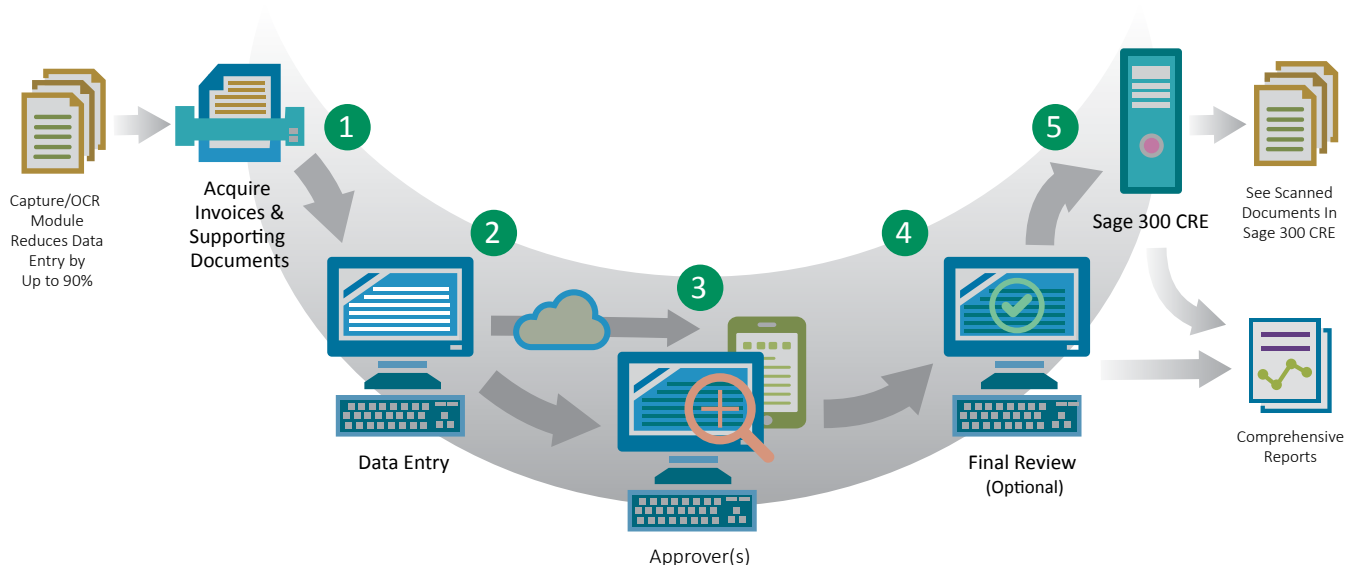 Capture/OCR
Module
Reduces Data
Entry by
Up to 90%
Acquire
Invoices &
Supporting
Documents
1
2
Data Entry
3
Approver(s)
4
Final Review
(Optional)
5
Sage 300 CRE
See Scanned
Documents In
Sage 300 CRE
Comprehensive
Reports